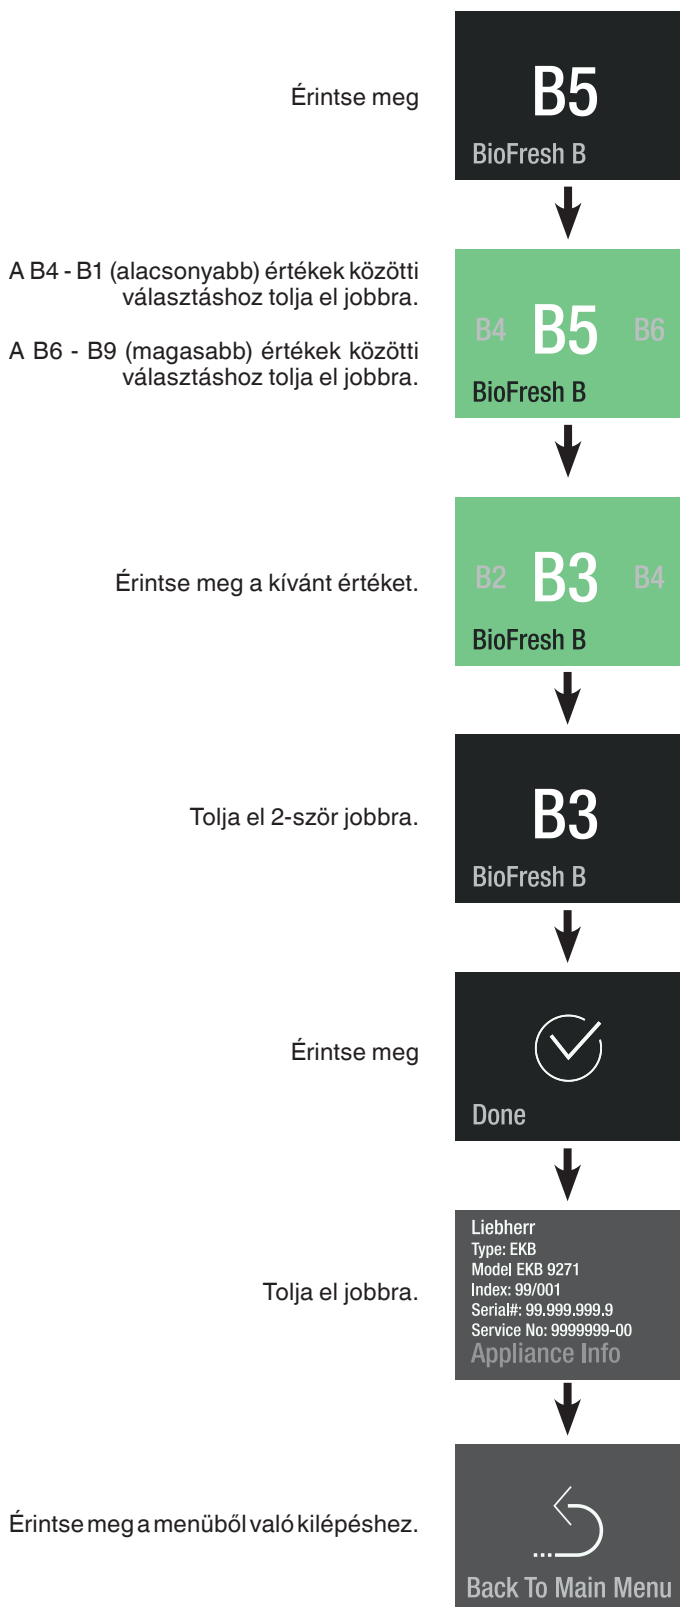 Érintse meg
B5
BioFresh B
A B4 - B1 (alacsonyabb) értékek közötti
választáshoz tolja el jobbra.
A B6 - B9 (magasabb) értékek közötti
választáshoz tolja el jobbra.
B4 B5 B6
BioFresh B
Érintse meg a kívánt értéket.
B2 B3 B4
BioFresh B
Tolja el 2-ször jobbra.
B3
BioFresh B
Érintse meg
Done
Tolja el jobbra.
Liebherr
Type: EKB
Model EKB 9271
Index: 99/001
Serial#: 99.999.999.9
Service No: 9999999-00
Appliance Info
Érintse meg a menüből való kilépéshez.
Back To Main Menu